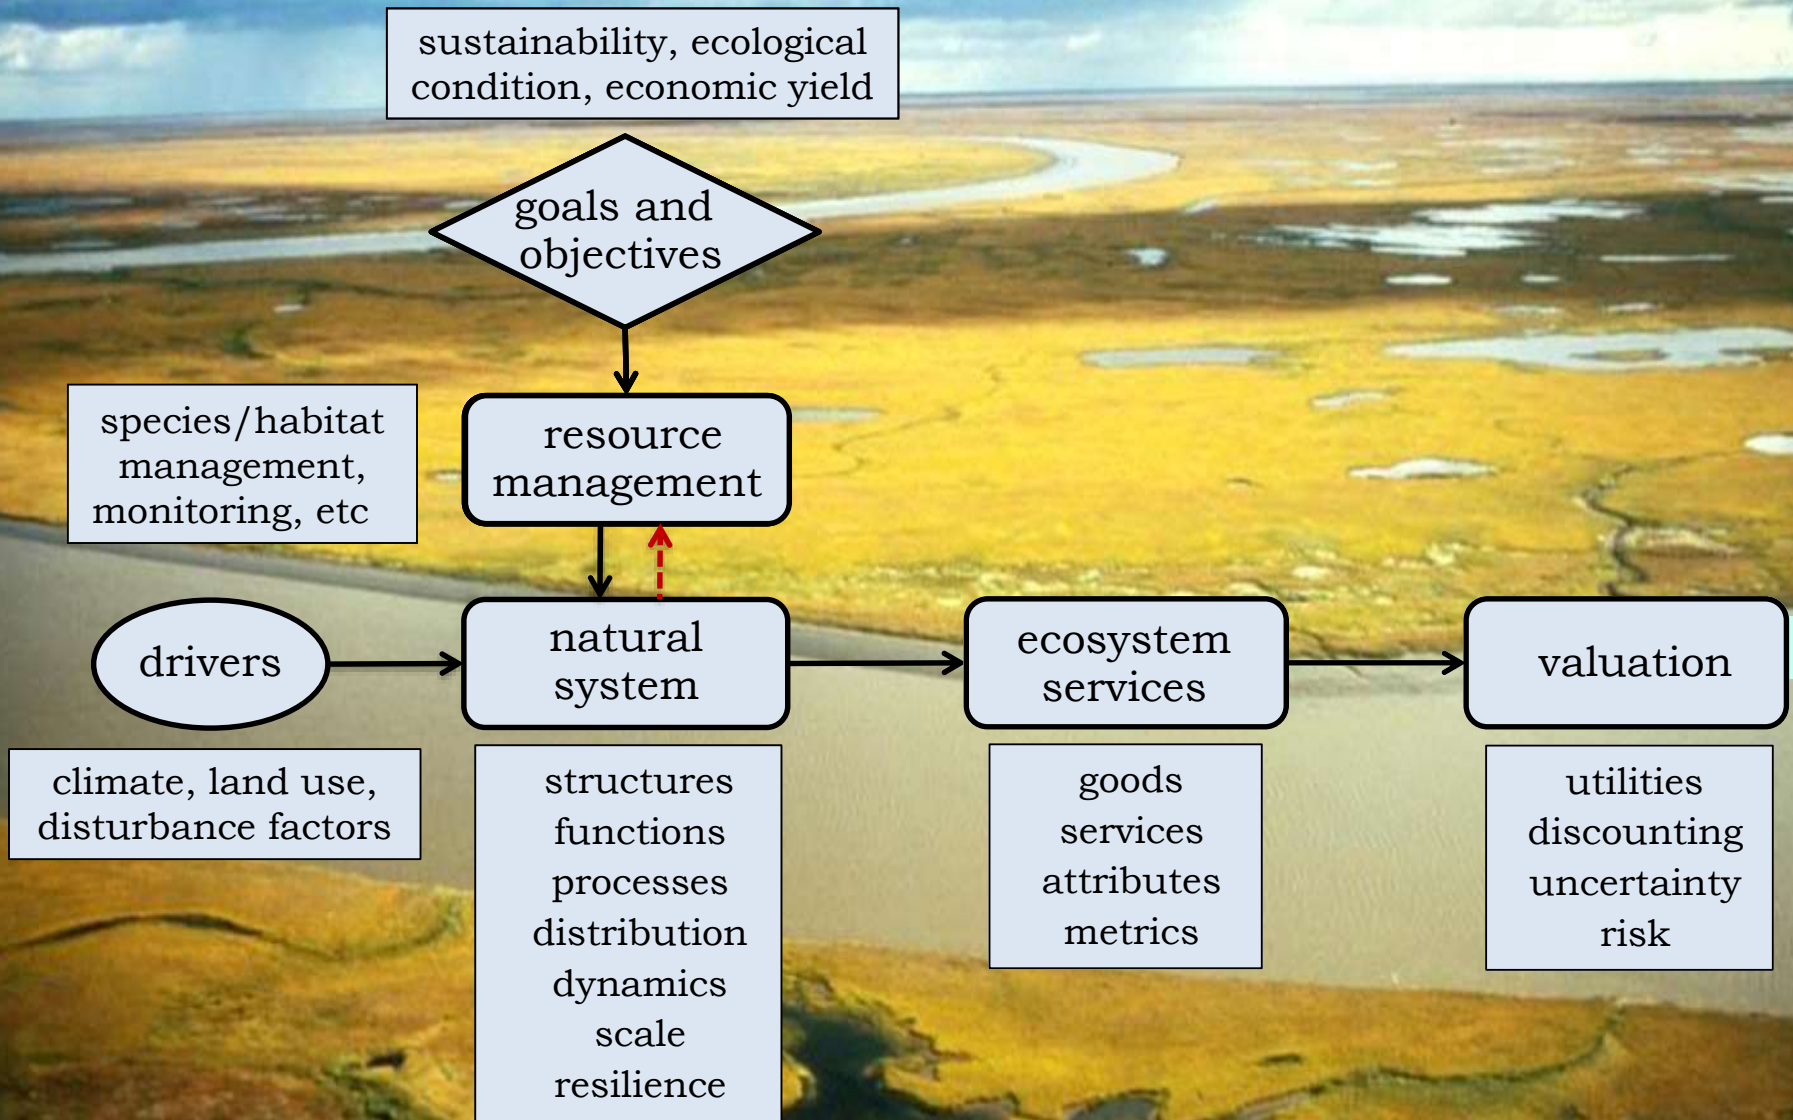 sustainability, ecological
condition, economic yield
goals and
objectives
species/habitat
management,
monitoring, etc
resource
management
drivers
natural
system
ecosystem
services
valuation
climate, land use,
disturbance factors
structures
functions
processes
distribution
dynamics
scale
resilience
goods
services
attributes
metrics
utilities
discounting
uncertainty
risk